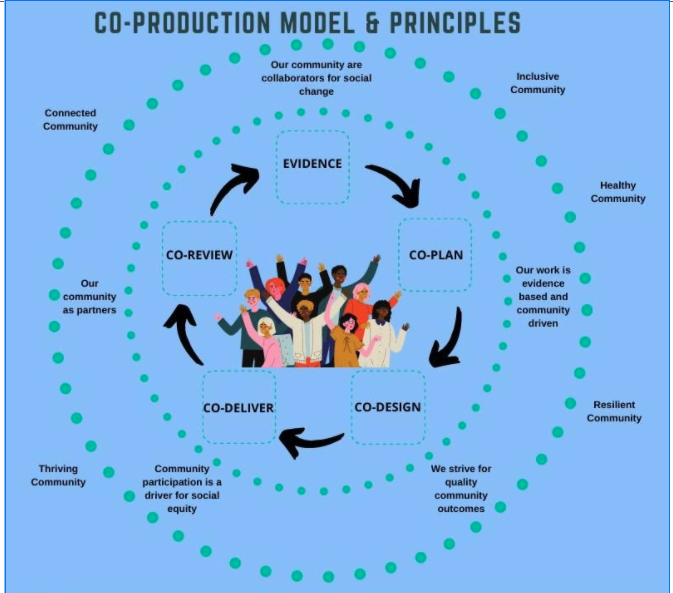 CO-PRODUCTION MODEL & PRINCIPLES
Our community are
collaborators for social
change
Inclusive
Community
Connected
Community
EVIDENCE
Healthy
Community
CO-REVIEW
CO-PLAN
Our
community
as partners
Our work is
evidence
based and
community
driven
CO-DELIVER
CO-DESIGN
Resilient
Community
Thriving
Community
Community
participation is a
driver for social
equity
We strive for
quality
community
outcomes